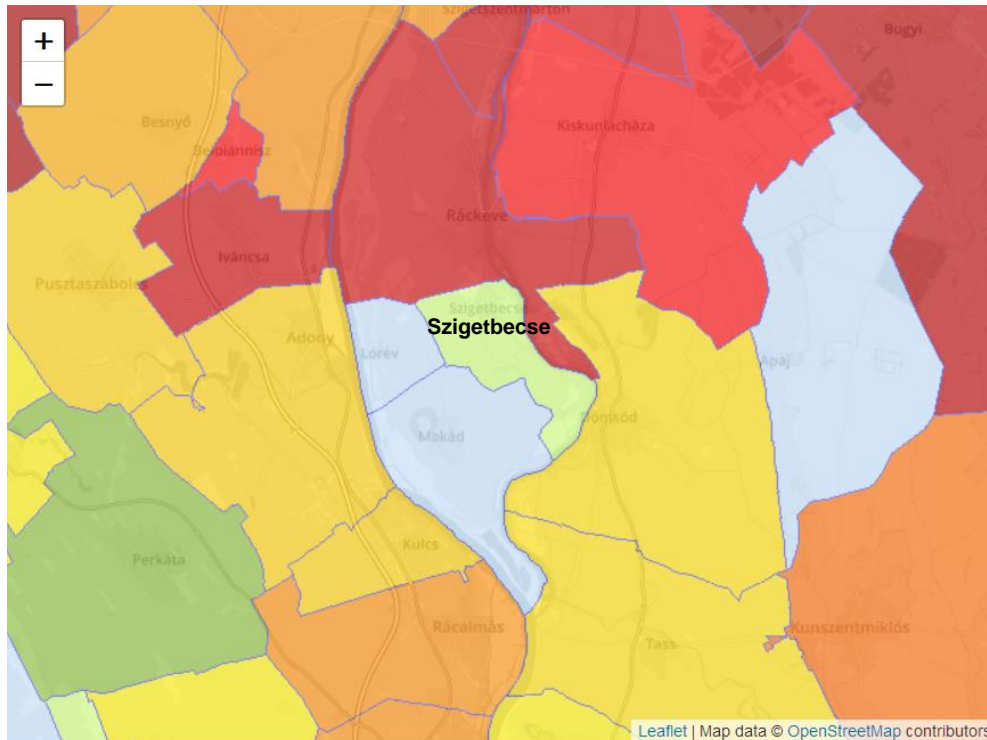 +
−
Szigetszentmárton
Bugyi
Besnyő
Kiskunlacháza
Beloiannisz
Ráckeve
Iváncsa
Pusztaszabolcs
Szigetbecse
Szigetbecse
Adony
Lórév
Apaj
Dömsöd
Makád
Kulcs
Perkáta
Rácalmás
Kunszentmiklós
Tass
Leaflet | Map data © OpenStreetMap contributors